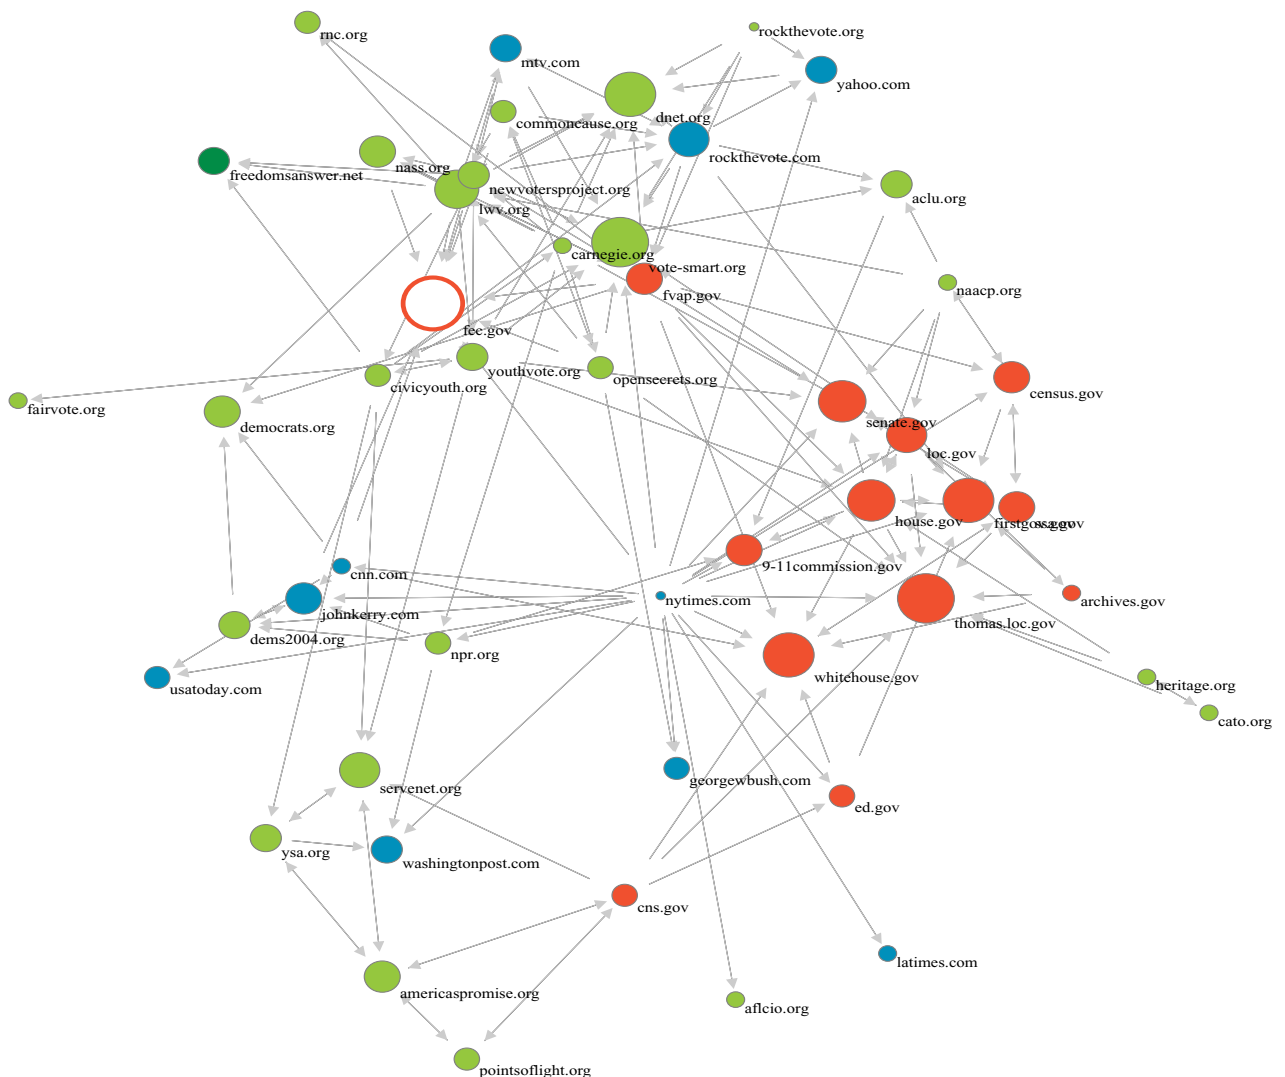 rnc.org
rockthevote.org
mtv.com
yahoo.com
dnet.org
commoncause.org
rockthevote.com
nass.org
freedomsanswer.net
newvotersproject.org
aclu.org
lwv.org
carnegie.org
vote-smart.org
naacp.org
fvap.gov
fec.gov
youthvote.org
opensecrets.org
civicyouth.org
census.gov
fairvote.org
democrats.org
senate.gov
loc.gov
house.gov
firstgov.gov
ssa.gov
9-11commission.gov
cnn.com
nytimes.com
archives.gov
johnkerry.com
thomas.loc.gov
dems2004.org
npr.org
whitehouse.gov
usatoday.com
heritage.org
cato.org
georgewbush.com
servenet.org
ed.gov
ysa.org
washingtonpost.com
cns.gov
latimes.com
americaspromise.org
aflcio.org
pointsoflight.org